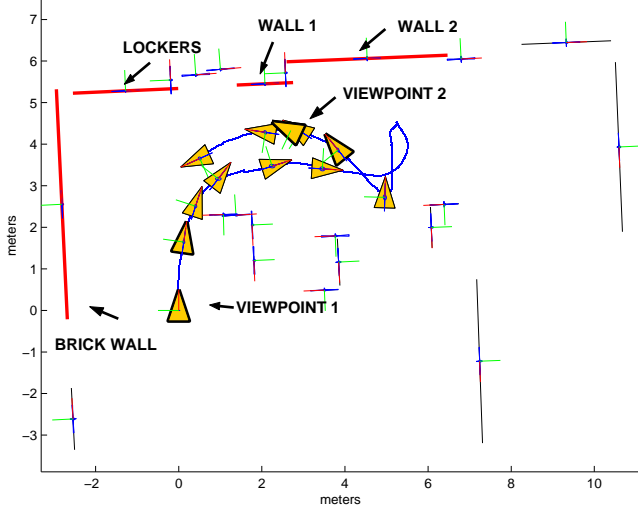 7
WALL 1
WALL 2
LOCKERS
6
5
VIEWPOINT 2
4
3
meters
2
1
0
VIEWPOINT 1
BRICK WALL
−1
−2
−3
−2 0 2 4 6 8 10
meters